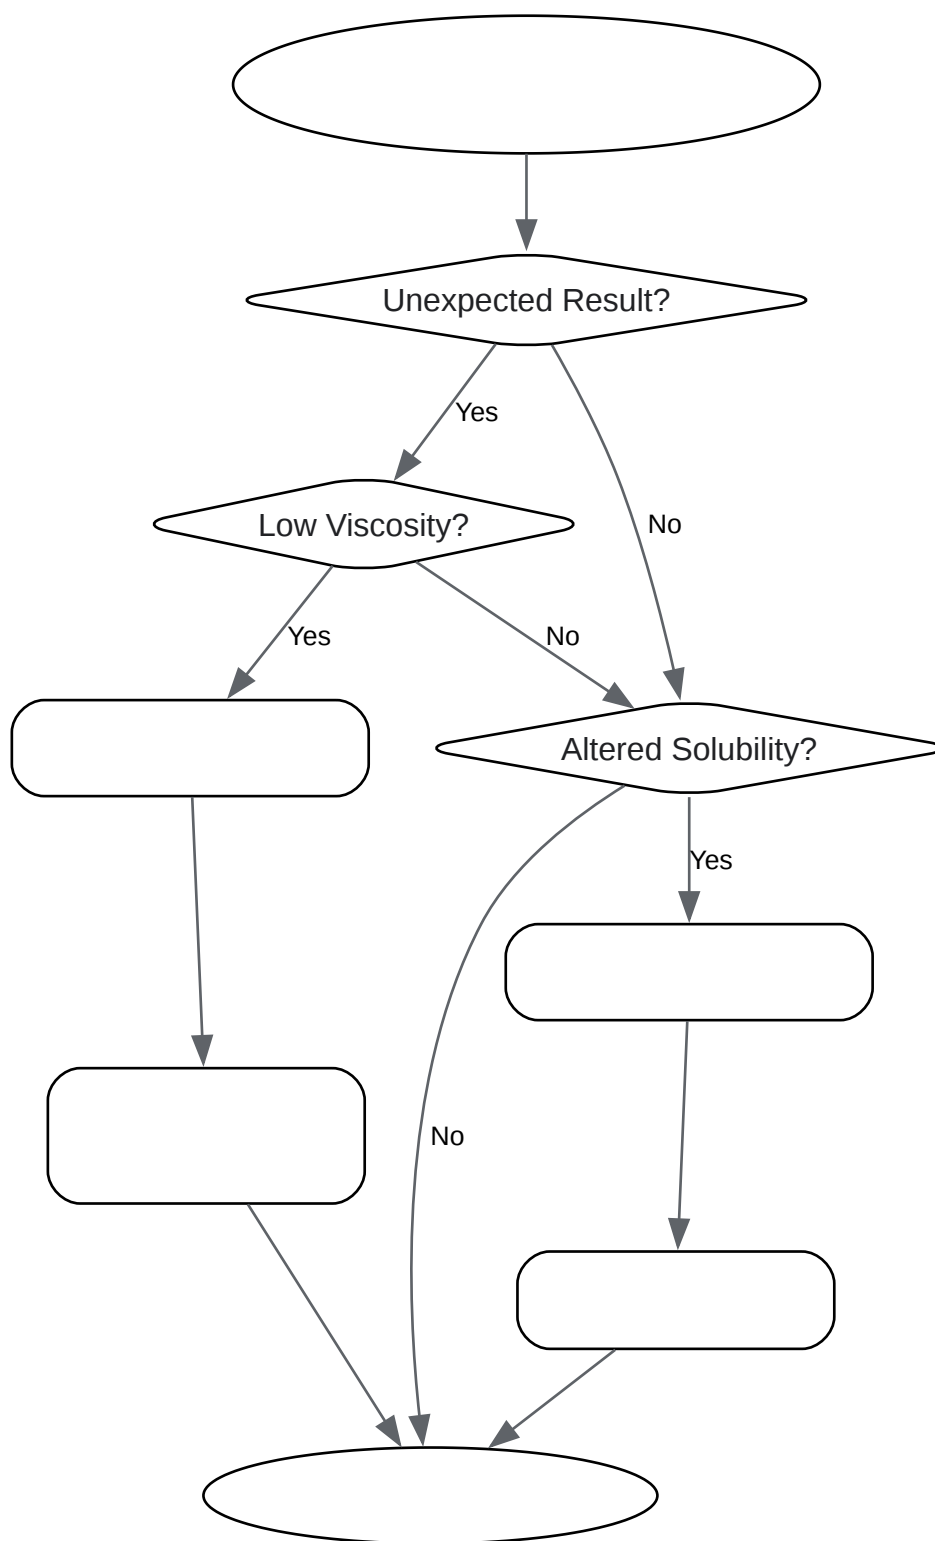 Unexpected Result?
Yes
Low Viscosity?
No
Yes
No
Altered Solubility?
Yes
No